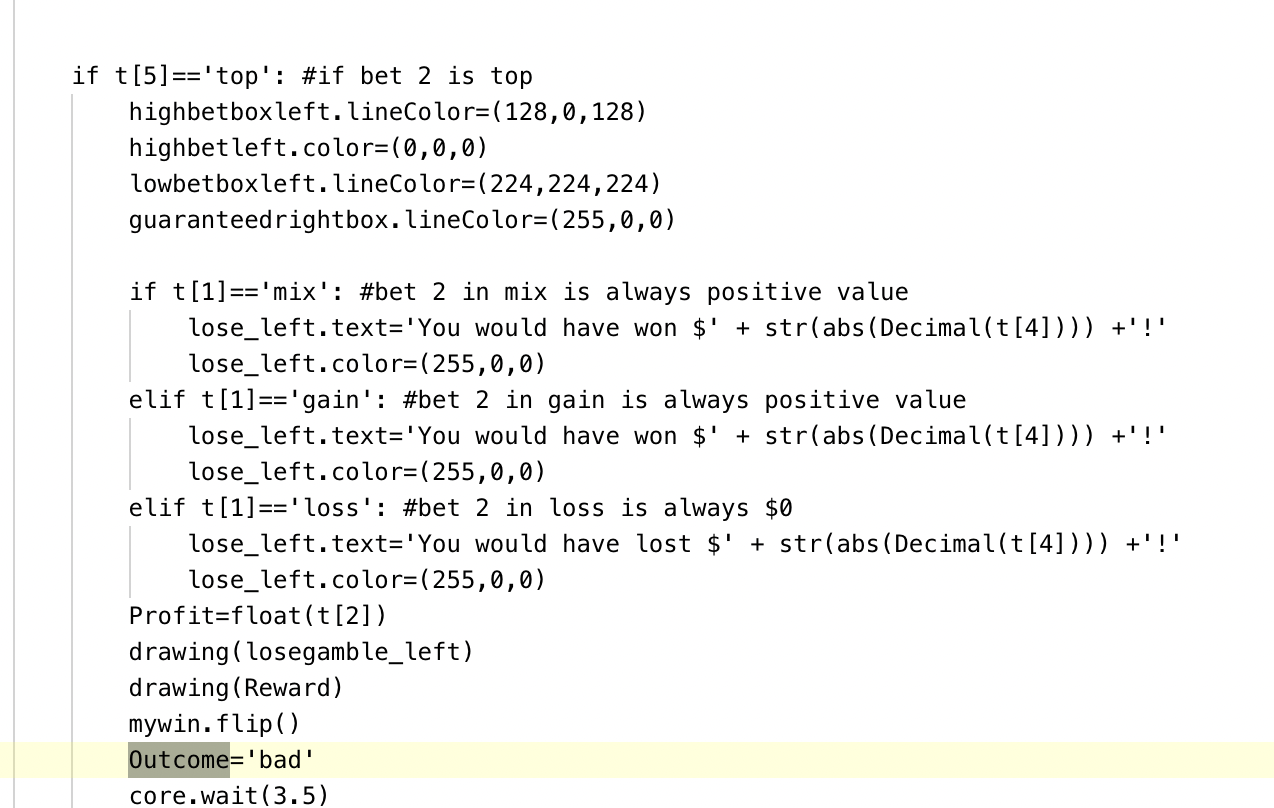 if t[5]=='top': #if bet 2 is top
highbetboxleft.lineColor=(128,0,128)
highbetleft.color=(0,0,0)
lowbetboxleft.lineColor=(224,224,224)
guaranteedrightbox.lineColor=(255,0,0)
if t[1]=='mix': #bet 2 in mix is always positive value
lose_left.text='You would have won $' + str(abs(Decimal(t[4]))) +'!'
lose_left.color=(255,0,0)
elif t[1]=='gain': #bet 2 in gain is always positive value
lose_left.text='You would have won $' + str(abs(Decimal(t[4]))) +'!'
lose_left.color=(255,0,0)
elif t[1]=='loss': #bet 2 in loss is always $0
lose_left.text='You would have lost $' + str(abs(Decimal(t[4]))) +'!'
lose_left.color=(255,0,0)
Profit=float(t[2])
drawing(losegamble_left)
drawing(Reward)
mywin.flip()
Outcome='bad'
core.wait(3.5)